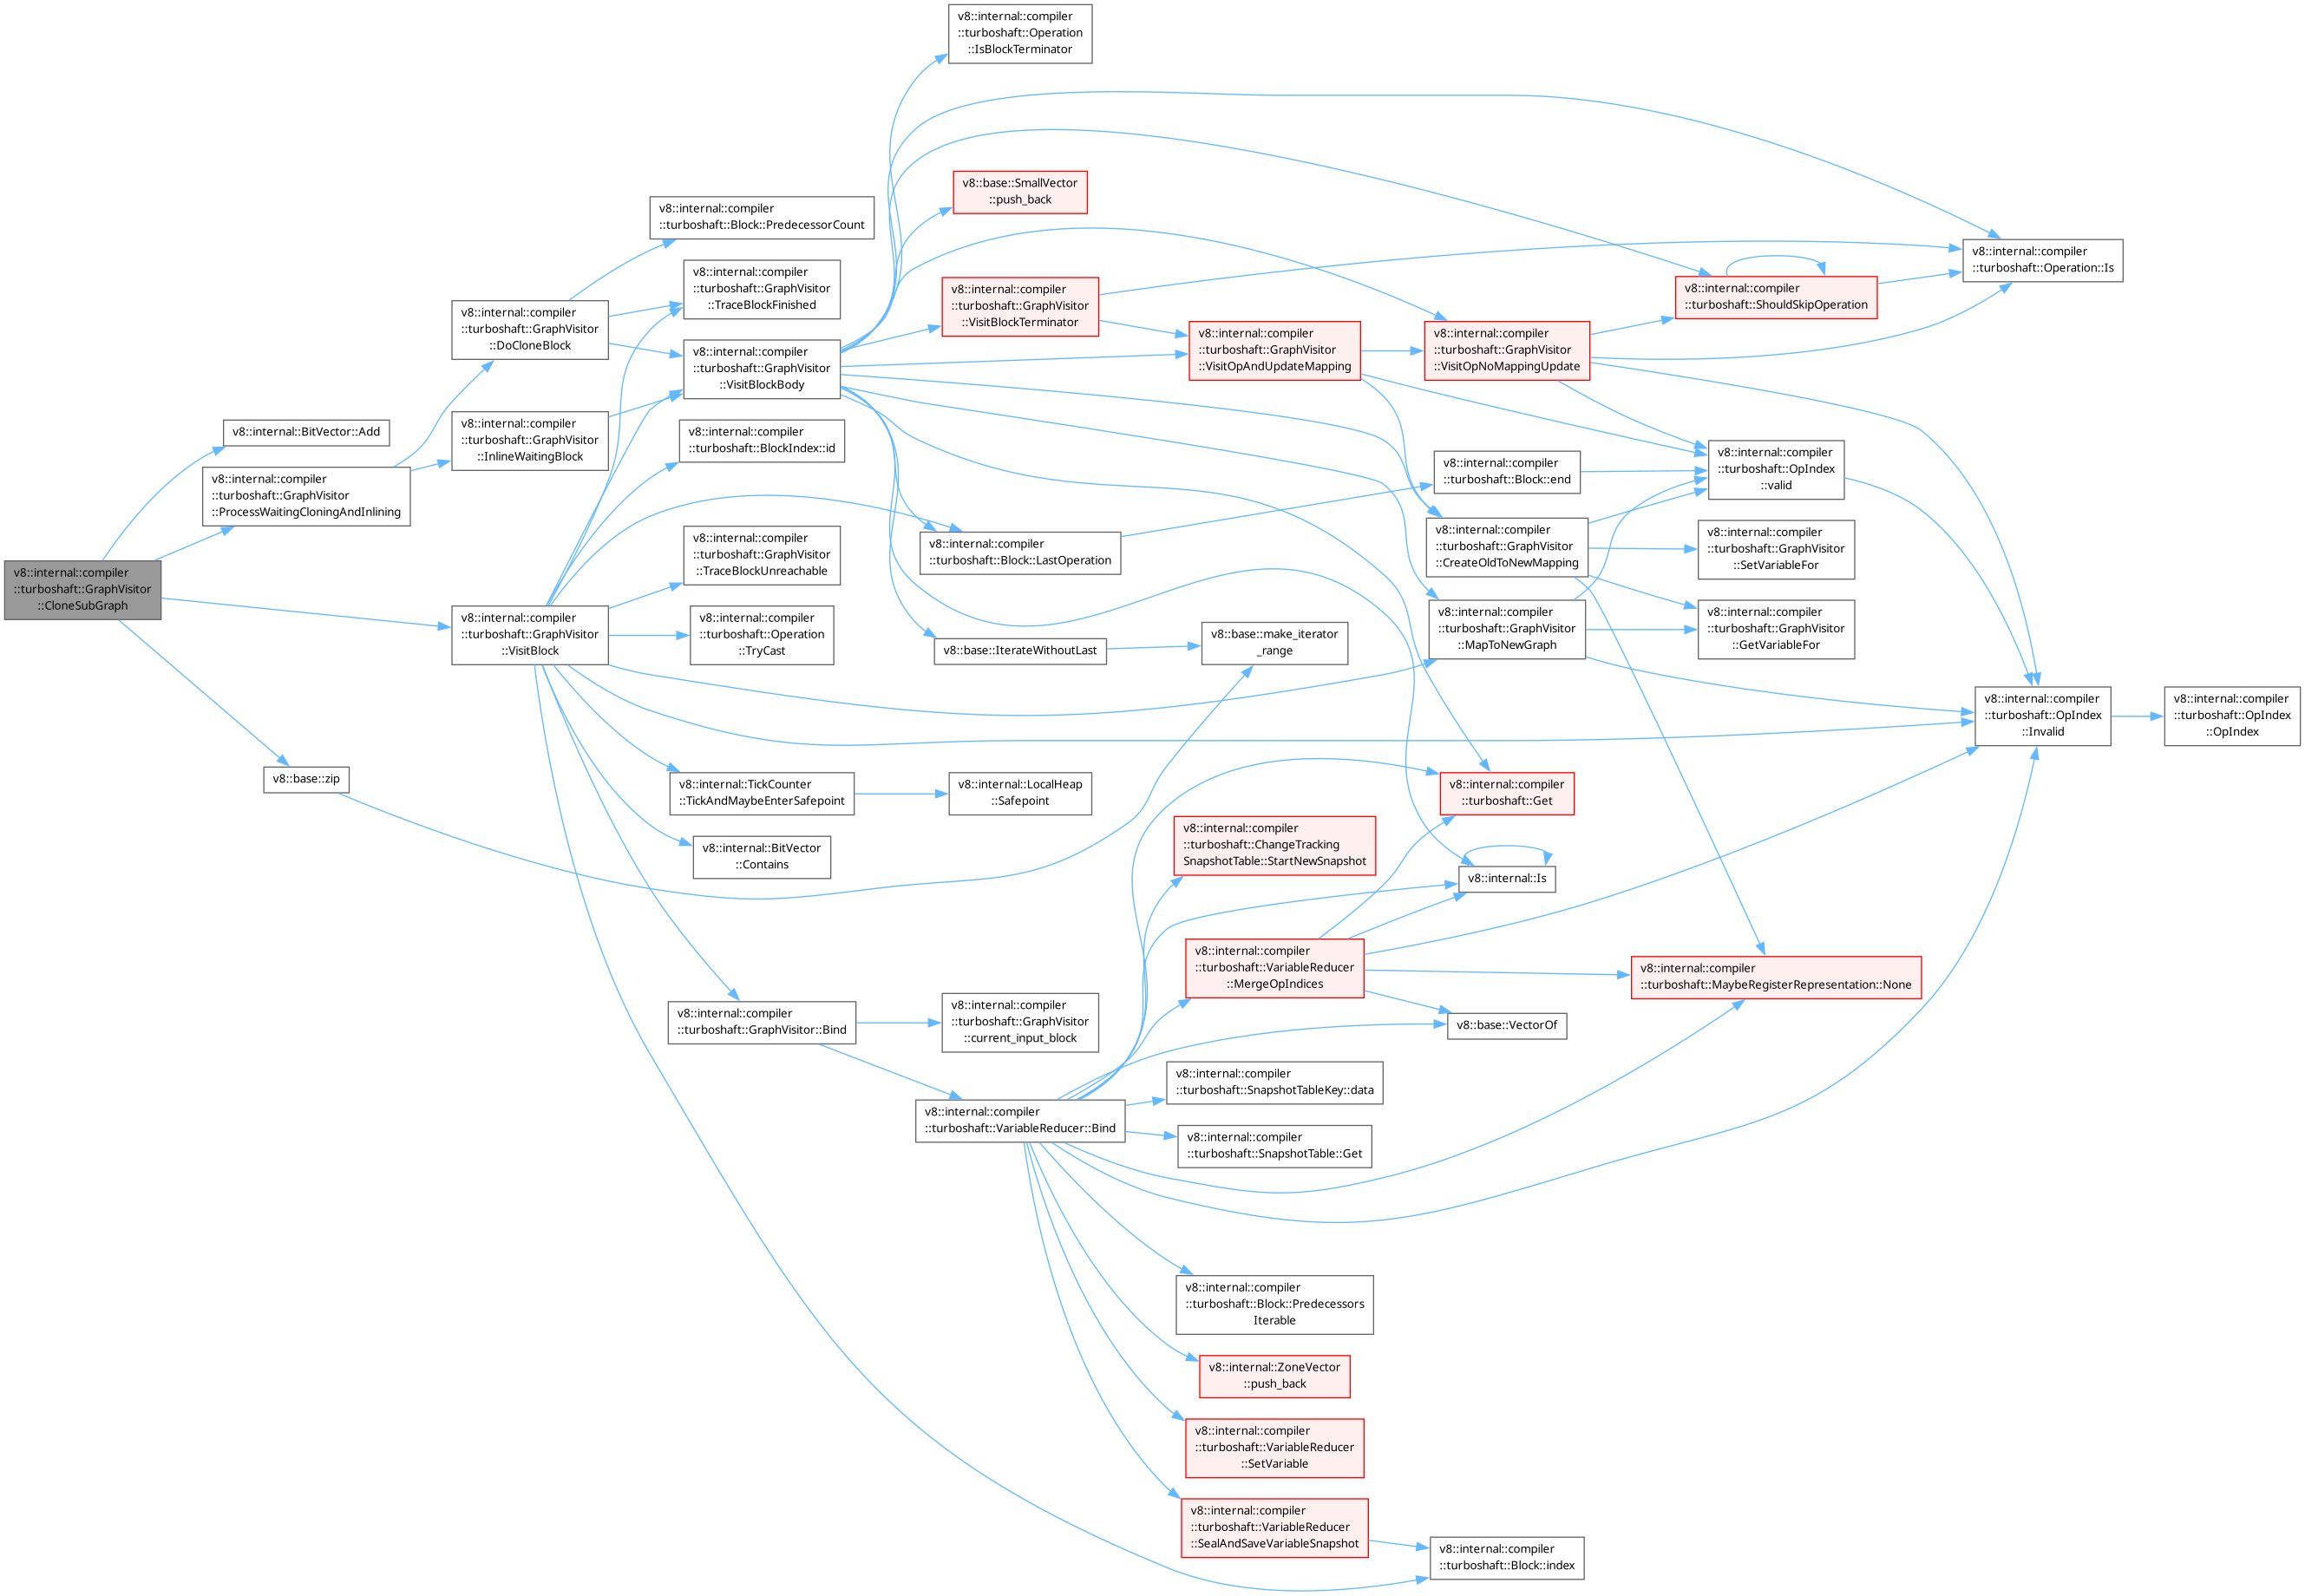 v8::internal::compiler
::turboshaft::GraphVisitor
::CloneSubGraph
v8::internal::BitVector::Add
v8::internal::compiler
::turboshaft::GraphVisitor
::ProcessWaitingCloningAndInlining
v8::base::zip
v8::internal::compiler
::turboshaft::GraphVisitor
::DoCloneBlock
v8::internal::compiler
::turboshaft::GraphVisitor
::InlineWaitingBlock
v8::internal::compiler
::turboshaft::GraphVisitor
::VisitBlock
v8::internal::compiler
::turboshaft::Block::PredecessorCount
v8::internal::compiler
::turboshaft::GraphVisitor
::TraceBlockFinished
v8::internal::compiler
::turboshaft::GraphVisitor
::VisitBlockBody
v8::internal::compiler
::turboshaft::BlockIndex::id
v8::internal::compiler
::turboshaft::GraphVisitor
::TraceBlockUnreachable
v8::internal::compiler
::turboshaft::Operation
::TryCast
v8::internal::TickCounter
::TickAndMaybeEnterSafepoint
v8::internal::BitVector
::Contains
v8::internal::compiler
::turboshaft::GraphVisitor::Bind
v8::internal::compiler
::turboshaft::Operation
::IsBlockTerminator
v8::base::SmallVector
::push_back
v8::internal::compiler
::turboshaft::GraphVisitor
::VisitBlockTerminator
v8::internal::compiler
::turboshaft::Block::LastOperation
v8::base::IterateWithoutLast
v8::internal::LocalHeap
::Safepoint
v8::internal::compiler
::turboshaft::GraphVisitor
::current_input_block
v8::internal::compiler
::turboshaft::VariableReducer::Bind
v8::internal::compiler
::turboshaft::GraphVisitor
::VisitOpAndUpdateMapping
v8::base::make_iterator
_range
v8::internal::compiler
::turboshaft::ChangeTracking
SnapshotTable::StartNewSnapshot
v8::internal::compiler
::turboshaft::VariableReducer
::MergeOpIndices
v8::internal::compiler
::turboshaft::SnapshotTableKey::data
v8::internal::compiler
::turboshaft::SnapshotTable::Get
v8::internal::compiler
::turboshaft::Block::Predecessors
Iterable
v8::internal::ZoneVector
::push_back
v8::internal::compiler
::turboshaft::VariableReducer
::SetVariable
v8::internal::compiler
::turboshaft::VariableReducer
::SealAndSaveVariableSnapshot
v8::internal::compiler
::turboshaft::GraphVisitor
::VisitOpNoMappingUpdate
v8::internal::compiler
::turboshaft::Block::end
v8::internal::compiler
::turboshaft::GraphVisitor
::CreateOldToNewMapping
v8::internal::compiler
::turboshaft::GraphVisitor
::MapToNewGraph
v8::internal::compiler
::turboshaft::Get
v8::internal::Is
v8::base::VectorOf
v8::internal::compiler
::turboshaft::Block::index
v8::internal::compiler
::turboshaft::ShouldSkipOperation
v8::internal::compiler
::turboshaft::OpIndex
::valid
v8::internal::compiler
::turboshaft::GraphVisitor
::SetVariableFor
v8::internal::compiler
::turboshaft::GraphVisitor
::GetVariableFor
v8::internal::compiler
::turboshaft::MaybeRegisterRepresentation::None
v8::internal::compiler
::turboshaft::Operation::Is
v8::internal::compiler
::turboshaft::OpIndex
::Invalid
v8::internal::compiler
::turboshaft::OpIndex
::OpIndex